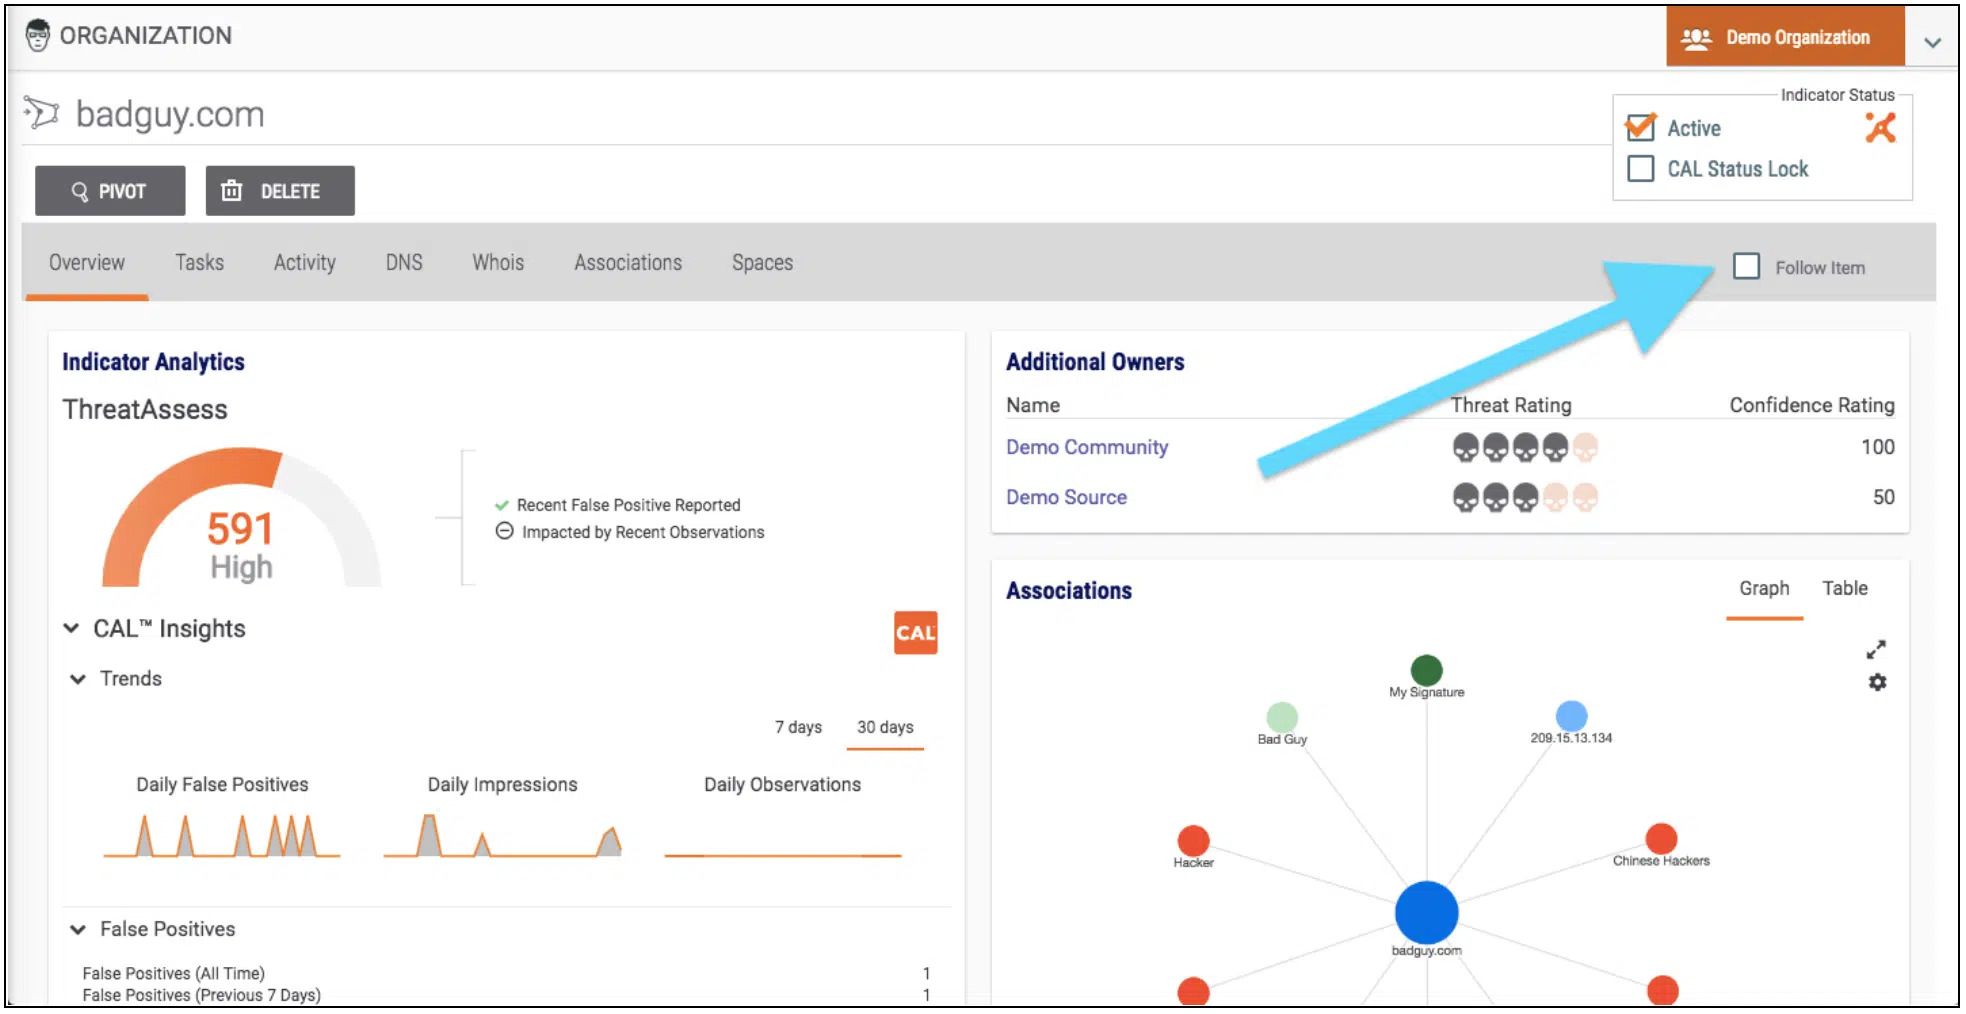 ORGANIZATION
Demo Organization
badguy.com
Indicator Status
Active
CAL Status Lock
PIVOT
DELETE
Overview
Tasks
Activity
DNS
Whois
Associations
Spaces
Follow Item
Indicator Analytics
ThreatAssess
591
High
Recent False Positive Reported
Impacted by Recent Observations
CAL™ Insights
CAL
Trends
7 days
30 days
Daily False Positives
Daily Impressions
Daily Observations
False Positives
False Positives (All Time) 1
False Positives (Previous 7 Days) 1
Additional Owners
Name Threat Rating Confidence Rating
Demo Community 100
Demo Source 50
Associations
Graph
Table
My Signature
Bad Guy
209.15.13.134
Hacker
Chinese Hackers
badguy.com